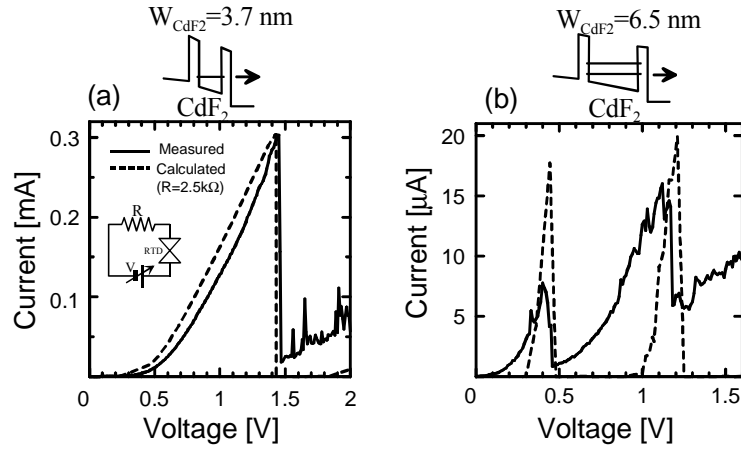 W_CdF2=3.7 nm
CdF₂
(a)
0.3
0.2
0.1
0
0.5
1
1.5
2
Current [mA]
Voltage [V]
Measured
Calculated
(R=2.5kΩ)
R
RTD
V
W_CdF2=6.5 nm
CdF₂
(b)
20
15
10
5
0
0.5
1
1.5
Current [μA]
Voltage [V]